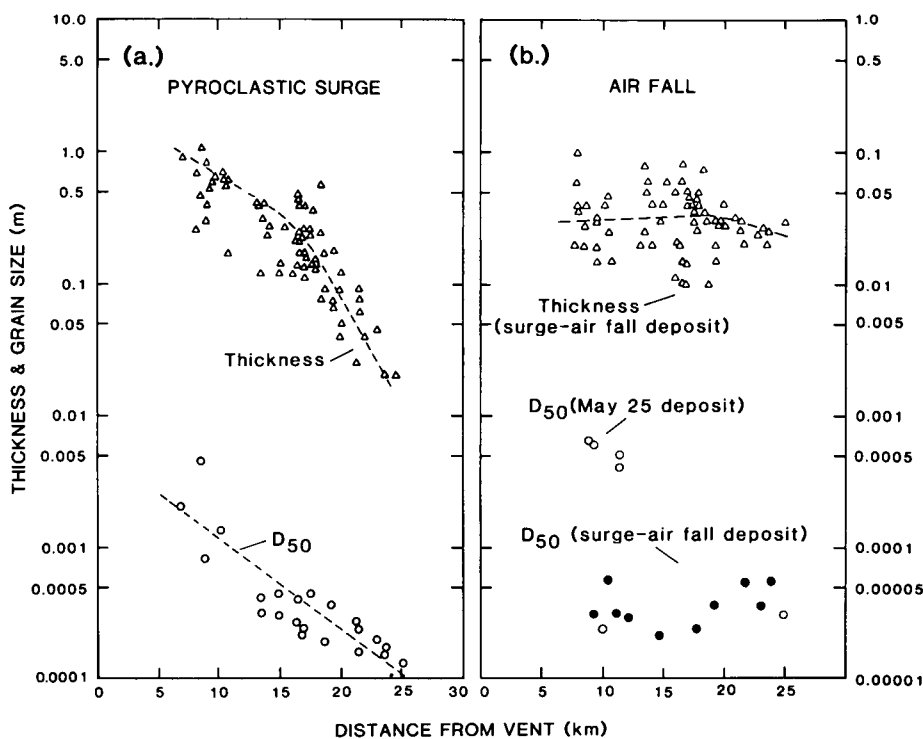 (a.)
PYROCLASTIC SURGE
10.0
5.0
1.0
0.5
0.1
0.05
0.01
0.005
0.001
0.0005
0.0001
THICKNESS & GRAIN SIZE (m)
Thickness
D50
0 5 10 15 20 25 30
(b.)
AIR FALL
1.0
0.5
0.1
0.05
0.01
0.005
0.001
0.0005
0.0001
0.00005
0.00001
Thickness
(surge-air fall deposit)
D50 (May 25 deposit)
D50 (surge-air fall deposit)
0 5 10 15 20 25
DISTANCE FROM VENT (km)